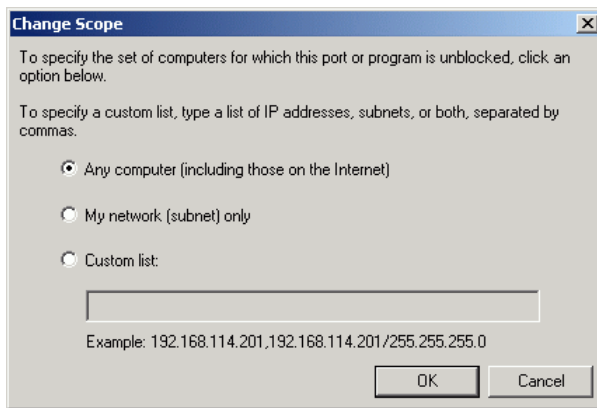 Change Scope
To specify the set of computers for which this port or program is unblocked, click an
option below.
To specify a custom list, type a list of IP addresses, subnets, or both, separated by
commas.
Any computer (including those on the Internet)
My network (subnet) only
Custom list:
Example: 192.168.114.201,192.168.114.201/255.255.255.0
OK
Cancel